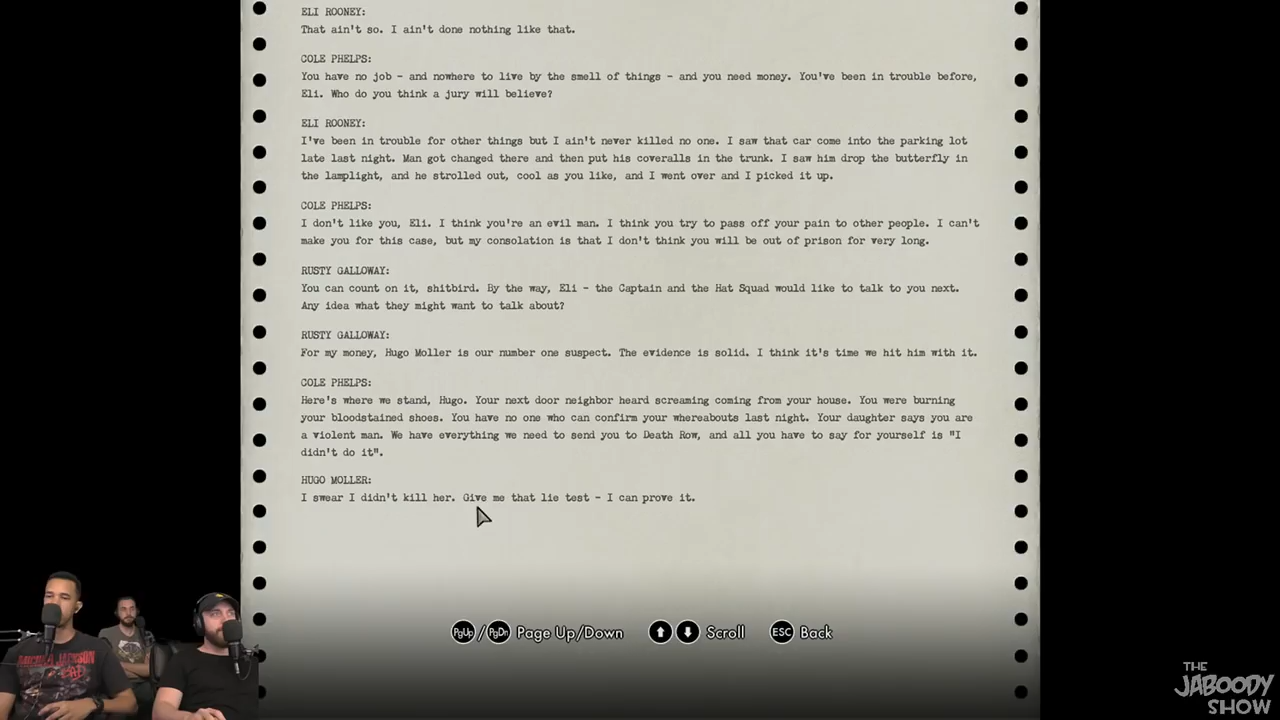 ELI ROONEY:
That ain't so. I ain't done nothing like that.
COLE PHELPS:
You have no job - and nowhere to live by the smell of things - and you need money. You've been in trouble before,
Eli. Who do you think a jury will believe?
ELI ROONEY:
I've been in trouble for other things but I ain't never killed no one. I saw that car come into the parking lot
late last night. Man got changed there and then put his coveralls in the trunk. I saw him drop the butterfly in
the lamplight, and he strolled out, cool as you like, and I went over and I picked it up.
COLE PHELPS:
I don't like you, Eli. I think you're an evil man. I think you try to pass off your pain to other people. I can't
make you for this case, but my consolation is that I don't think you will be out of prison for very long.
RUSTY GALLOWAY:
You can count on it, shitbird. By the way, Eli - the Captain and the Hat Squad would like to talk to you next.
Any idea what they might want to talk about?
RUSTY GALLOWAY:
For my money, Hugo Moller is our number one suspect. The evidence is solid. I think it's time we hit him with it.
COLE PHELPS:
Here's where we stand, Hugo. Your next door neighbor heard screaming coming from your house. You were burning
your bloodstained shoes. You have no one who can confirm your whereabouts last night. Your daughter says you are
a violent man. We have everything we need to send you to Death Row, and all you have to say for yourself is "I
didn't do it".
HUGO MOLLER:
I swear I didn't kill her. Give me that lie test - I can prove it.
PgUp/PgDn Page Up/Down Scroll ESC Back
MICHAEL JACKSON
THE
JABOODY
SHOW